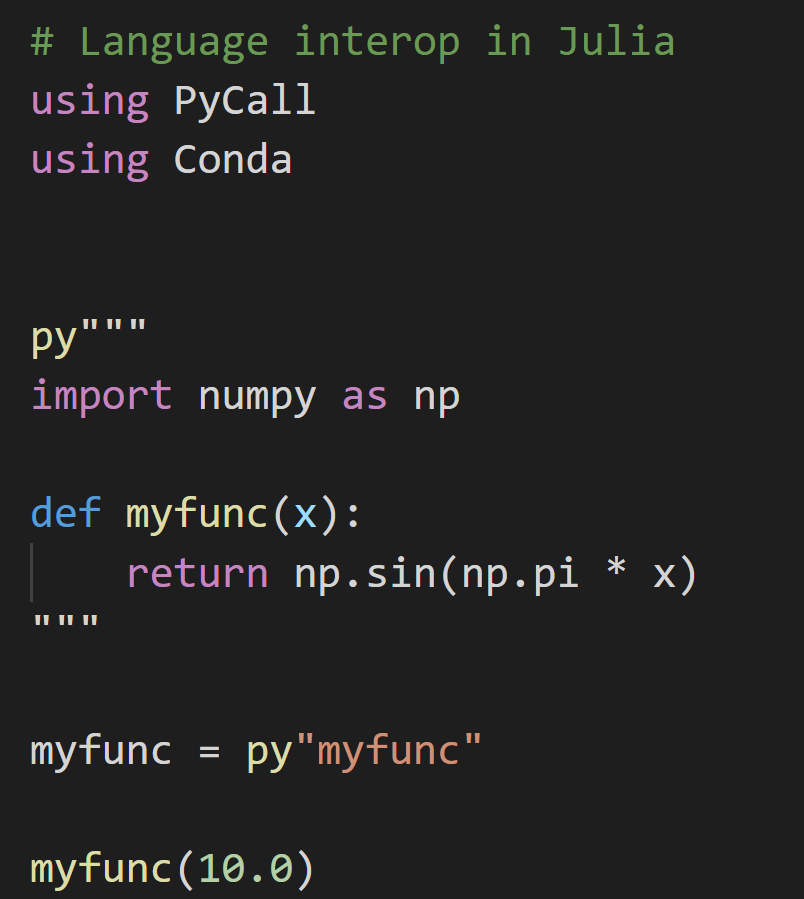 # Language interop in Julia
using PyCall
using Conda
py"""
import numpy as np
def myfunc(x):
    return np.sin(np.pi * x)
"""
myfunc = py"myfunc"
myfunc(10.0)